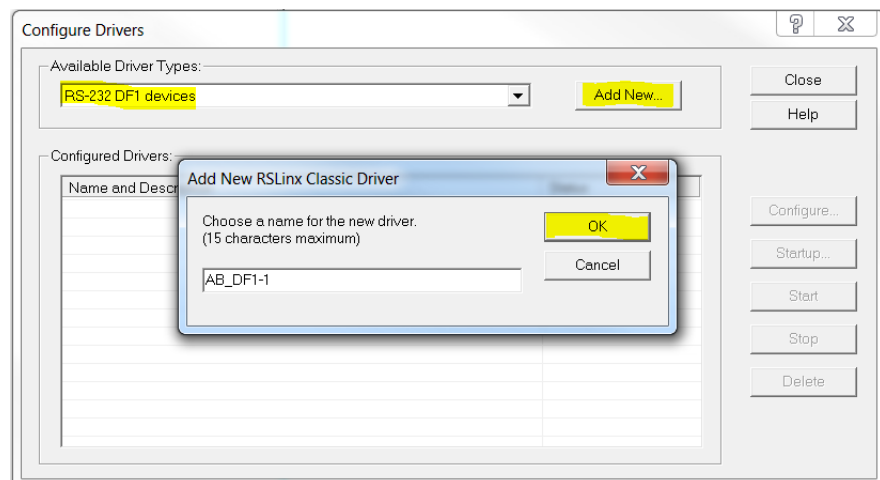 Configure Drivers
Available Driver Types:
RS-232 DF1 devices
Add New...
Close
Help
Configured Drivers:
Name and Descr
Add New RSLinx Classic Driver
Choose a name for the new driver.
(15 characters maximum)
AB_DF1-1
OK
Cancel
Configure...
Startup...
Start
Stop
Delete